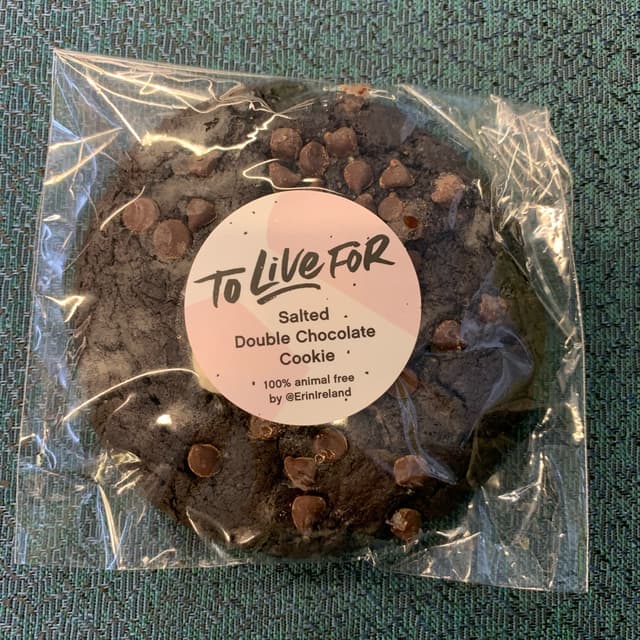 TO LIVE FOR
Salted
Double Chocolate
Cookie
100% animal free
by @ErinIreland